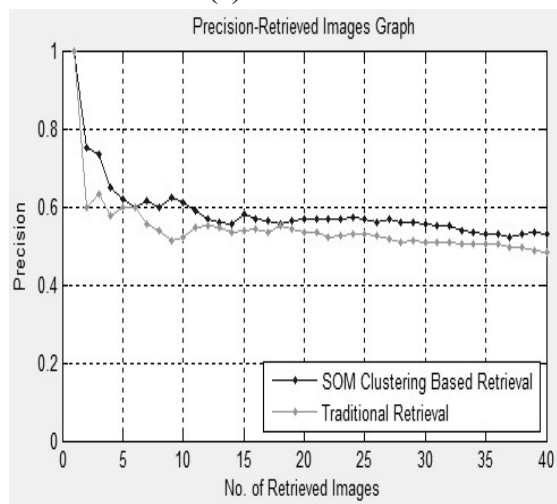 Precision-Retrieved Images Graph
1
0.8
0.6
0.4
0.2
0
Precision
SOM Clustering Based Retrieval
Traditional Retrieval
0 5 10 15 20 25 30 35 40
No. of Retrieved Images